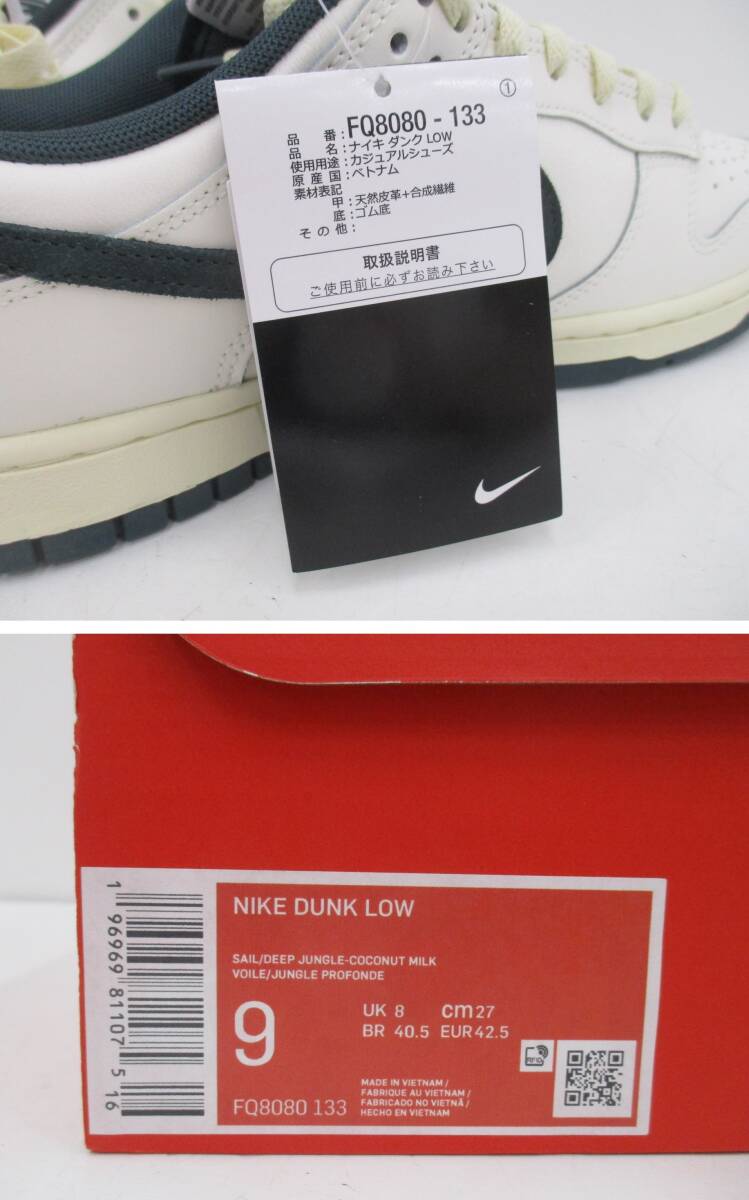 ①
品番：FQ8080 - 133
品名：ナイキ ダンク LOW
使用用途：カジュアルシューズ
原産国：ベトナム
素材表記
甲：天然皮革+合成繊維
底：ゴム底
その他：
取扱説明書
ご使用前に必ずお読み下さい
NIKE DUNK LOW
SAIL/DEEP JUNGLE-COCONUT MILK
VOILE/JUNGLE PROFONDE
9
UK 8 cm 27
BR 40.5 EUR 42.5
RFID
MADE IN VIETNAM /
FABRIQUE AU VIETNAM /
FABRICADO NO VIETNÃ /
HECHO EN VIETNAM
FQ8080 133
1 96969 81107 5 16